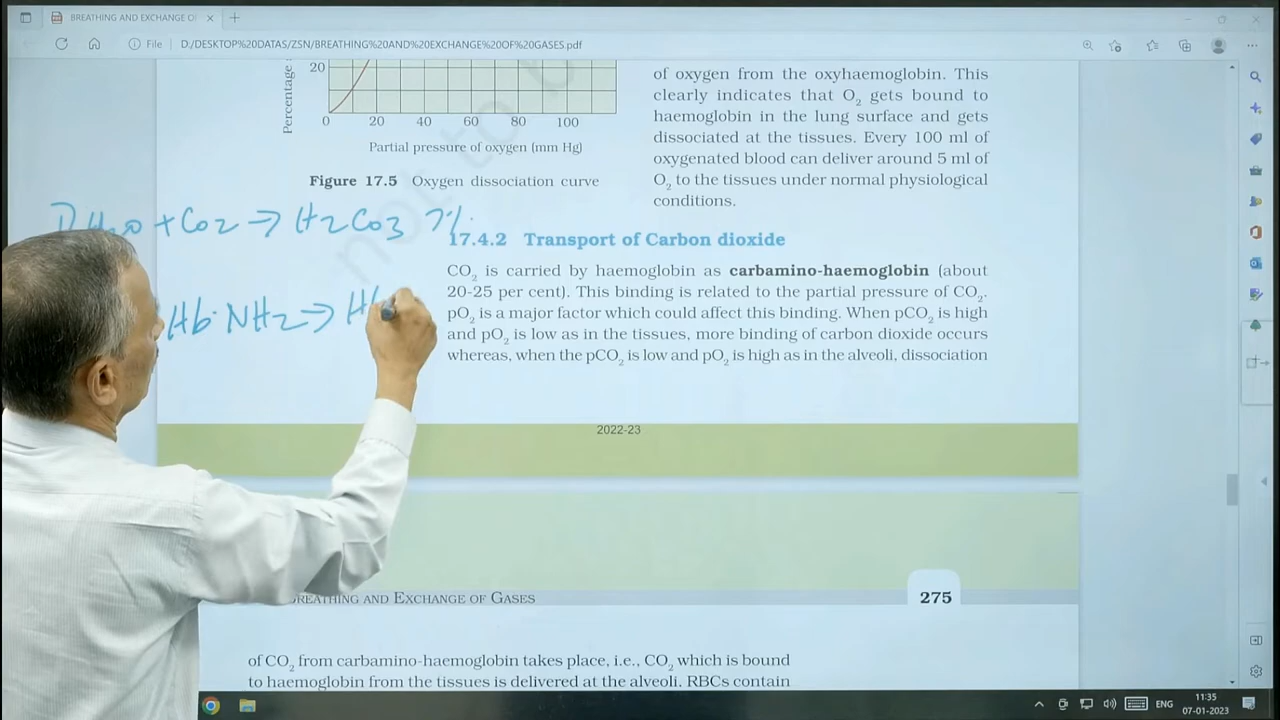 BREATHING AND EXCHANGE OF
File D:/DESKTOP%20DATAS/ZSN/BREATHING%20AND%20EXCHANGE%20OF%20GASES.pdf
Percentage
20
0 20 40 60 80 100
Partial pressure of oxygen (mm Hg)
Figure 17.5 Oxygen dissociation curve
of oxygen from the oxyhaemoglobin. This
clearly indicates that O2 gets bound to
haemoglobin in the lung surface and gets
dissociated at the tissues. Every 100 ml of
oxygenated blood can deliver around 5 ml of
O2 to the tissues under normal physiological
conditions.
+ CO2 ⇒ H2CO3 7%.
17.4.2 Transport of Carbon dioxide
CO2 is carried by haemoglobin as carbamino-haemoglobin (about
20-25 per cent). This binding is related to the partial pressure of CO2.
pO2 is a major factor which could affect this binding. When pCO2 is high
and pO2 is low as in the tissues, more binding of carbon dioxide occurs
whereas, when the pCO2 is low and pO2 is high as in the alveoli, dissociation
Hb·NH2 ⇒
2022-23
BREATHING AND EXCHANGE OF GASES
275
of CO2 from carbamino-haemoglobin takes place, i.e., CO2 which is bound
to haemoglobin from the tissues is delivered at the alveoli. RBCs contain
not to b
ENG
11:35
07-01-2023